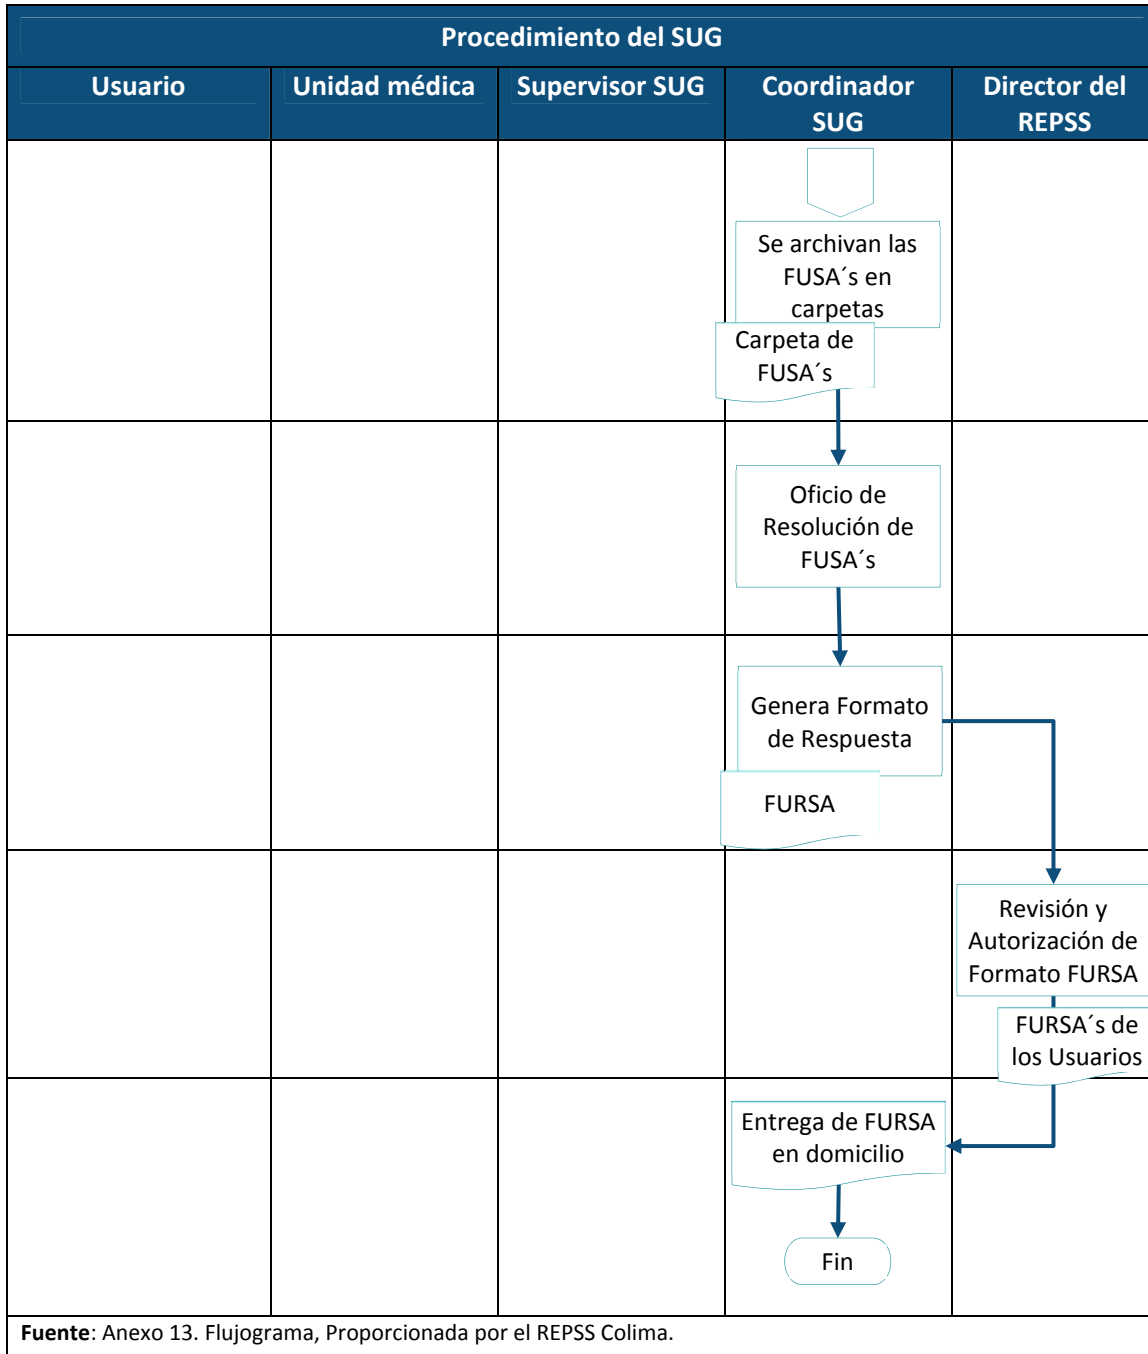 Procedimiento del SUG
Usuario
Unidad médica
Supervisor SUG
Coordinador
SUG
Director del
REPSS
Se archivan las
FUSA´s en
carpetas
Carpeta de
FUSA´s
Oficio de
Resolución de
FUSA´s
Genera Formato
de Respuesta
FURSA
Revisión y
Autorización de
Formato FURSA
FURSA´s de
los Usuarios
Entrega de FURSA
en domicilio
Fin
Fuente: Anexo 13. Flujograma, Proporcionada por el REPSS Colima.